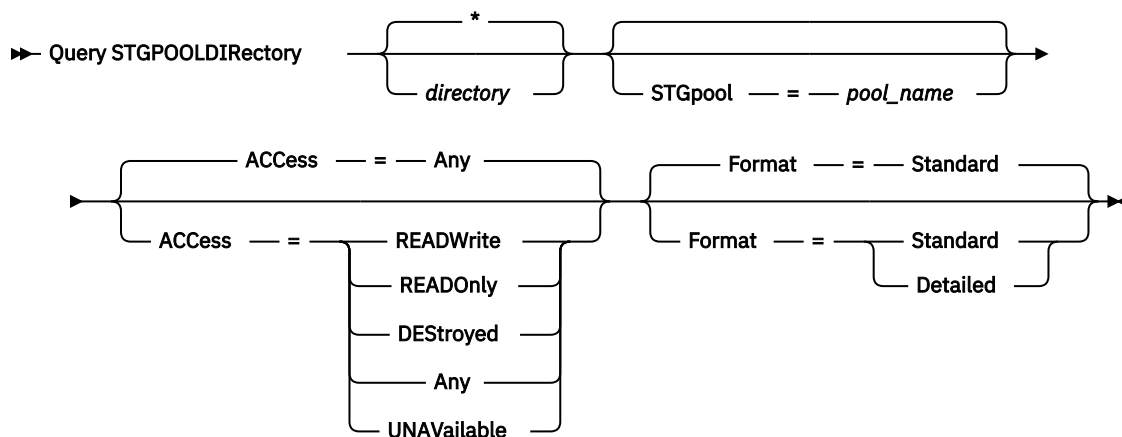 *
Query STGPOOLDIRectory
directory STGpool = pool_name
ACCess = Any Format = Standard
ACCess = READWrite Format = Standard
READOnly Detailed
DEStroyed
Any
UNAVailable